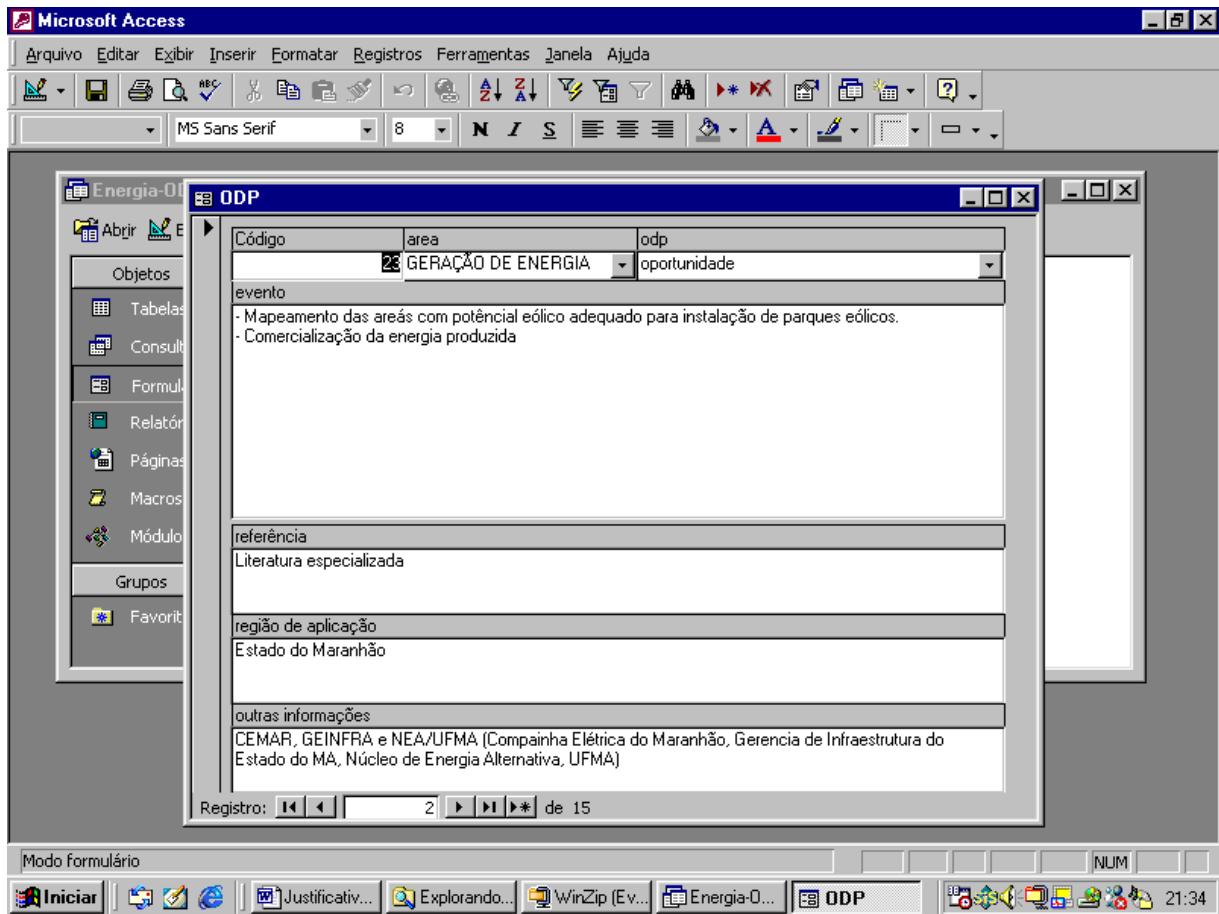 Microsoft Access
Arquivo Editar Exibir Inserir Formatar Registros Ferramentas Janela Ajuda
MS Sans Serif 8 N I S
Energia-OD
ODP
Abrir E
Objetos
Tabelas
Consult
Formul
Relatór
Páginas
Macros
Módulo
Grupos
Favorit
Código area odp
23 GERAÇÃO DE ENERGIA oportunidade
evento
- Mapeamento das areás com potêncial eólico adequado para instalação de parques eólicos.
- Comercialização da energia produzida
referência
Literatura especializada
região de aplicação
Estado do Maranhão
outras informações
CEMAR, GEINFRA e NEA/UFMA (Compainha Elétrica do Maranhão, Gerencia de Infraestrutura do
Estado do MA, Núcleo de Energia Alternativa, UFMA)
Registro: 2 de 15
Modo formulário NUM
Iniciar Justificativ... Explorando... WinZip (Ev... Energia-O... ODP 21:34